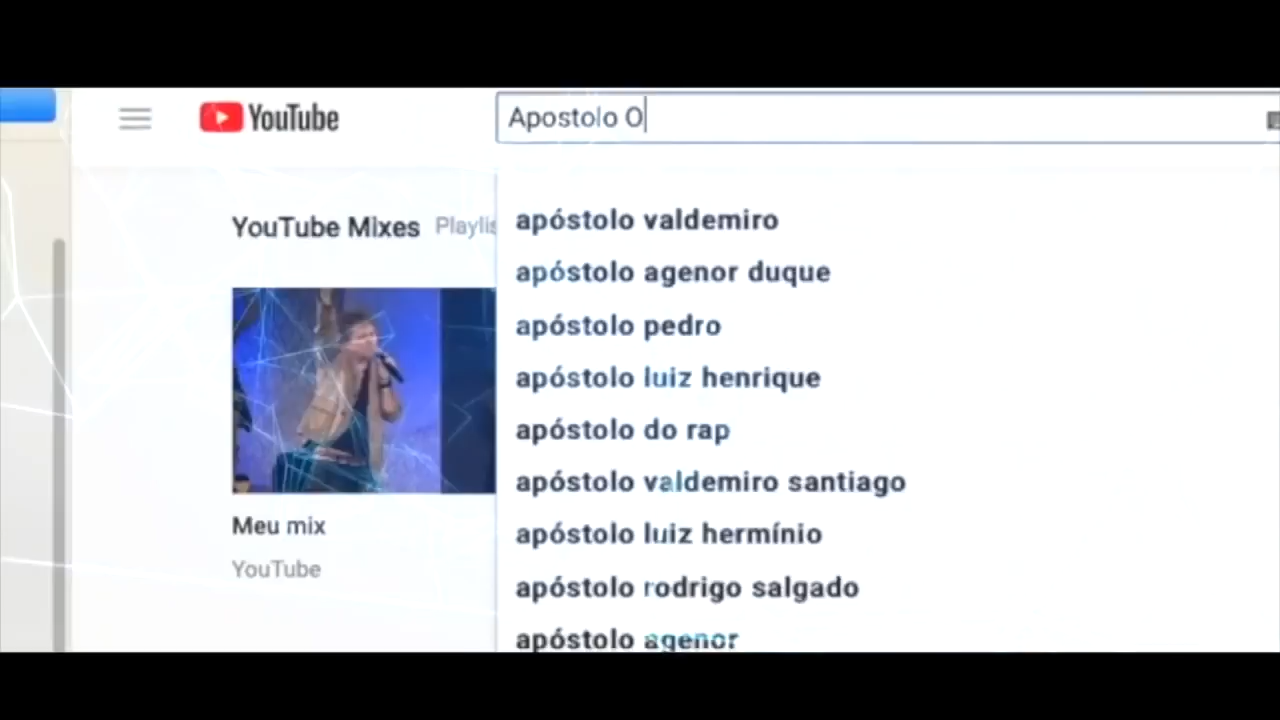 YouTube
Apostolo O
YouTube Mixes
Meu mix
YouTube
apóstolo valdemiro
apóstolo agenor duque
apóstolo pedro
apóstolo luiz henrique
apóstolo do rap
apóstolo valdemiro santiago
apóstolo luiz hermínio
apóstolo rodrigo salgado
apóstolo agenor